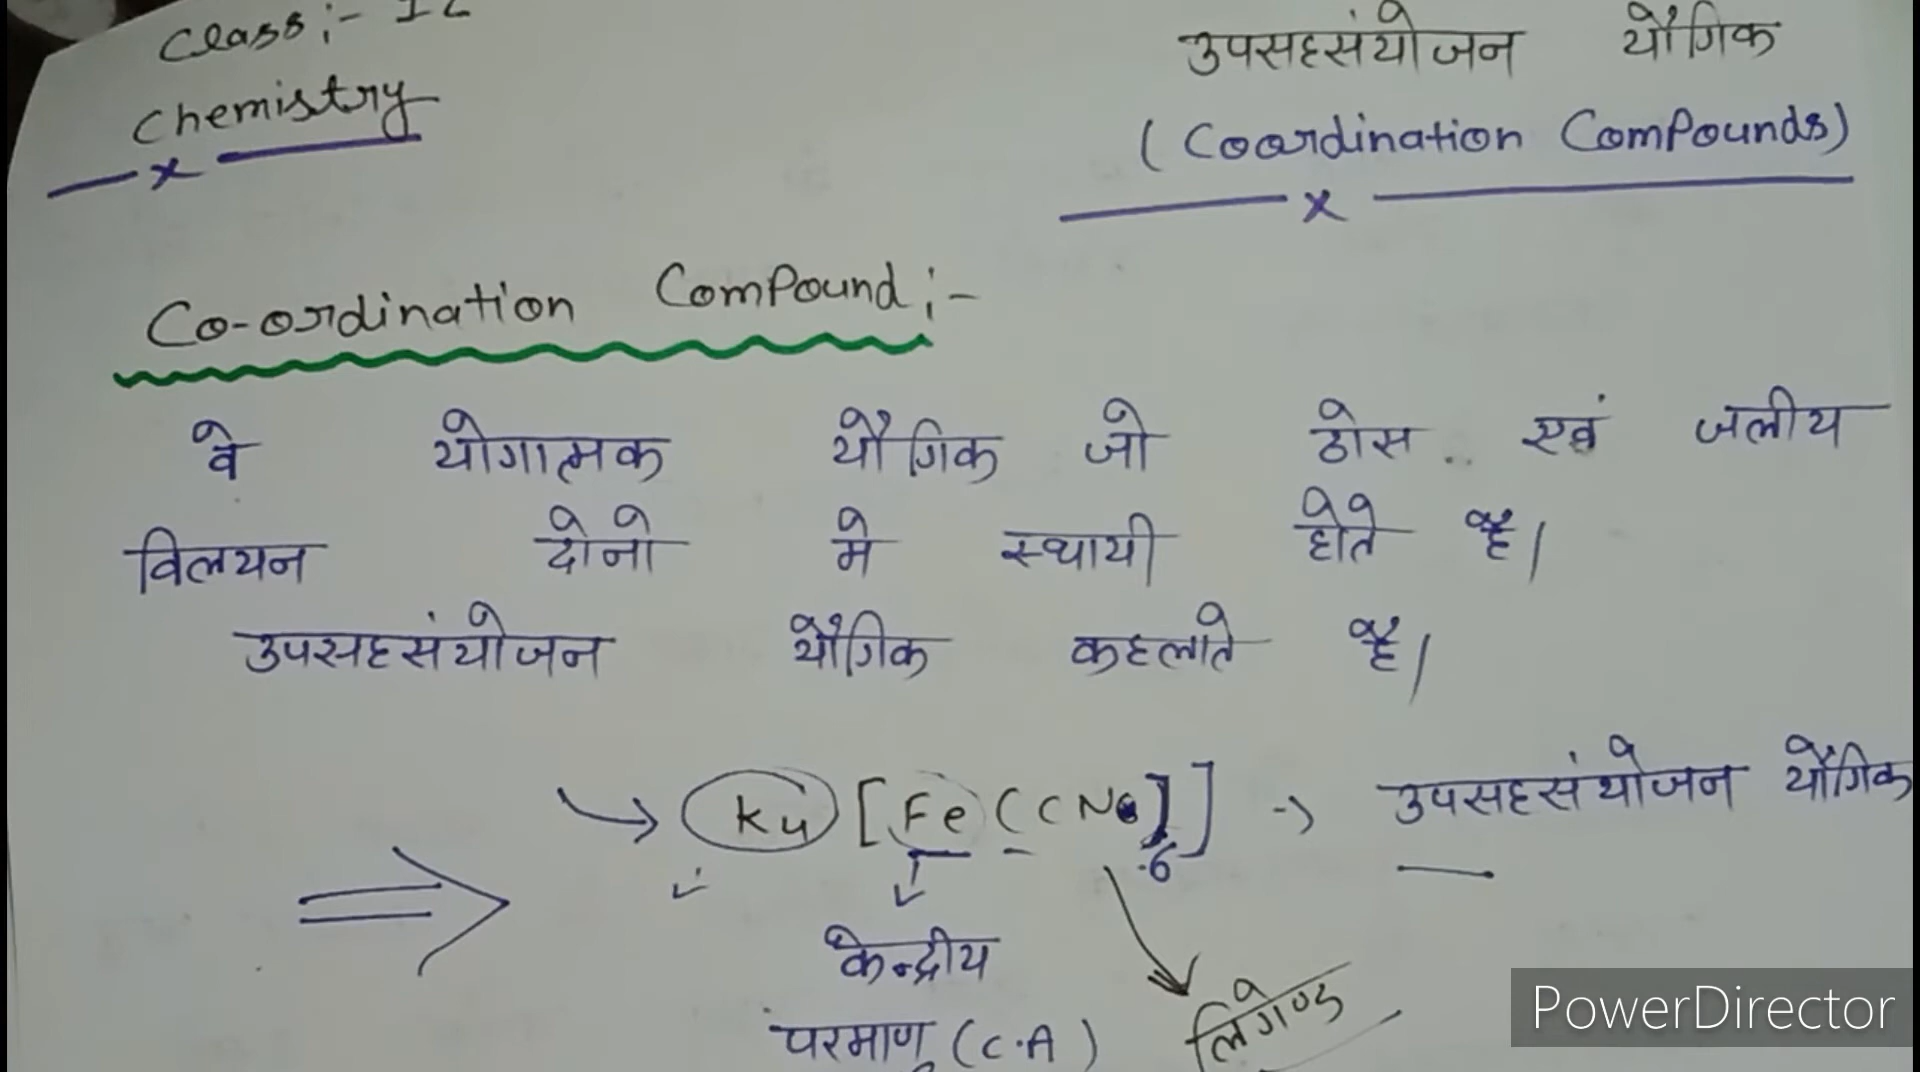 Class:- 12
Chemistry
उपसहसंयोजन यौगिक
(Coordination Compounds)
Co-ordination Compound:-
वे योगात्मक यौगिक जो ठोस एवं जलीय
विलयन दोनो मे स्थायी होते है।
उपसहसंयोजन यौगिक कहलाते है।
K4 [Fe(CN)6] -> उपसहसंयोजन यौगिक
केन्द्रीय
परमाणु (C.A)
लिगेण्ड
PowerDirector